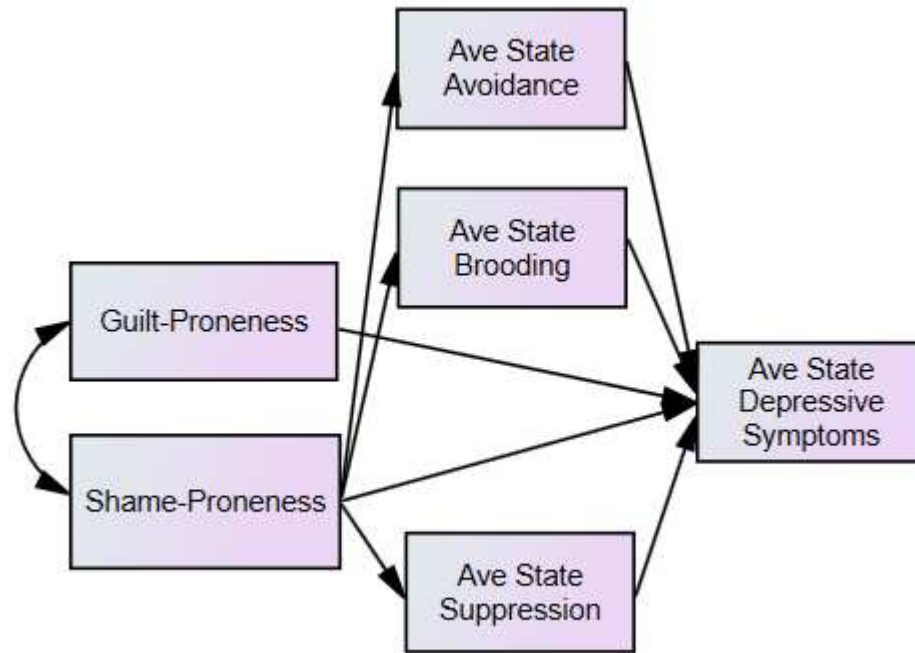 Ave State
Avoidance
Ave State
Brooding
Guilt-Proneness
Ave State
Depressive
Symptoms
Shame-Proneness
Ave State
Suppression